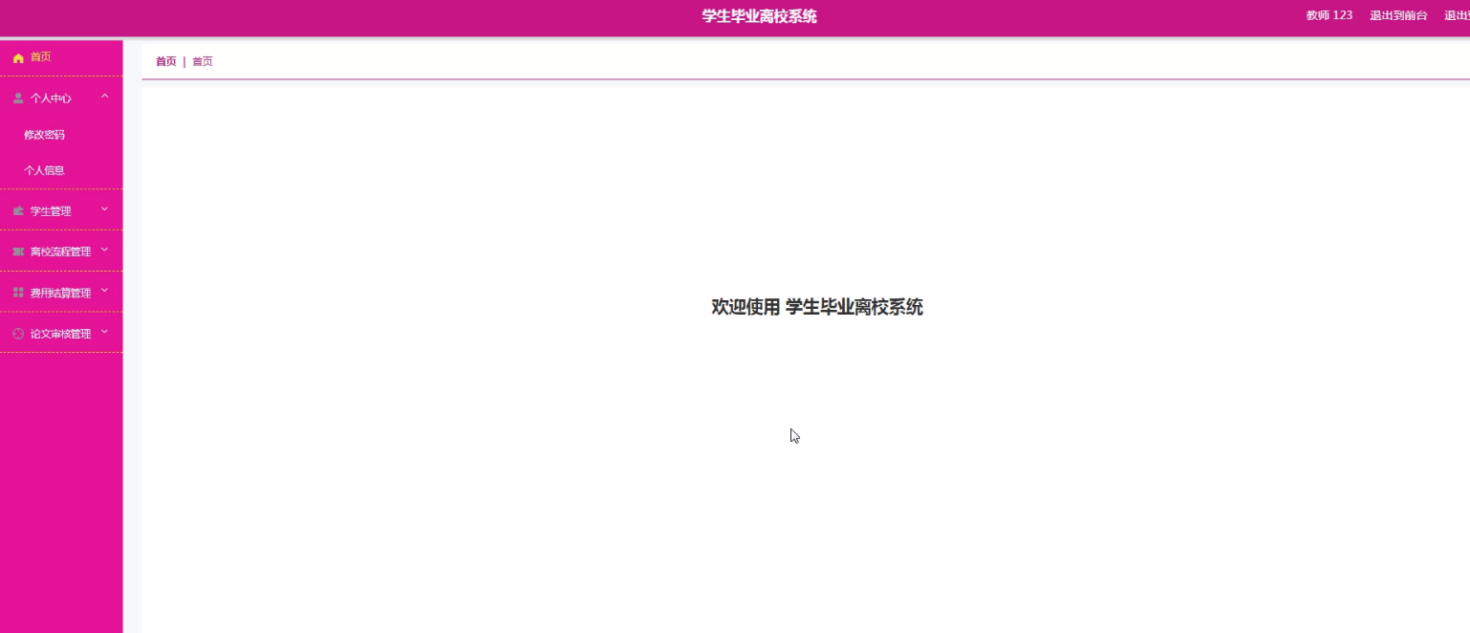 学生毕业离校系统
教师 123 退出到前台 退出
首页
个人中心
修改密码
个人信息
学生管理
离校流程管理
费用结算管理
论文审核管理
首页 | 首页
欢迎使用 学生毕业离校系统